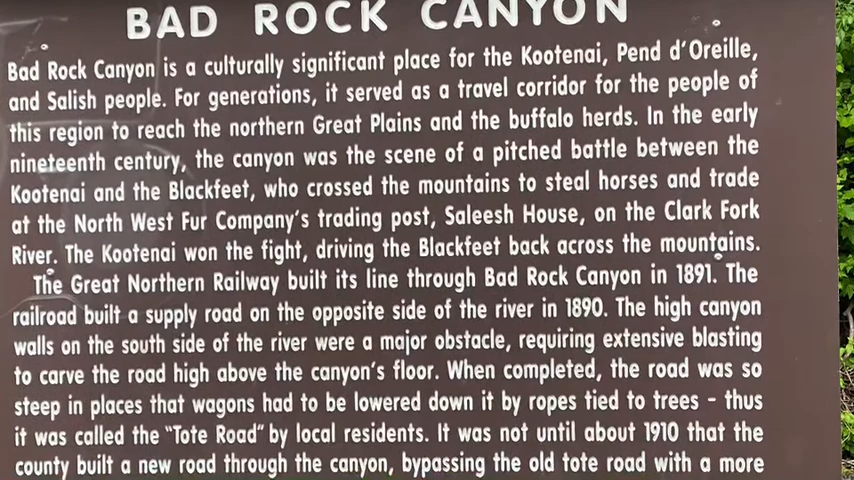 BAD ROCK CANYON
Bad Rock Canyon is a culturally significant place for the Kootenai, Pend d'Oreille,
and Salish people. For generations, it served as a travel corridor for the people of
this region to reach the northern Great Plains and the buffalo herds. In the early
nineteenth century, the canyon was the scene of a pitched battle between the
Kootenai and the Blackfeet, who crossed the mountains to steal horses and trade
at the North West Fur Company's trading post, Saleesh House, on the Clark Fork
River. The Kootenai won the fight, driving the Blackfeet back across the mountains.
The Great Northern Railway built its line through Bad Rock Canyon in 1891. The
railroad built a supply road on the opposite side of the river in 1890. The high canyon
walls on the south side of the river were a major obstacle, requiring extensive blasting
to carve the road high above the canyon's floor. When completed, the road was so
steep in places that wagons had to be lowered down it by ropes tied to trees - thus
it was called the "Tote Road" by local residents. It was not until about 1910 that the
county built a new road through the canyon, bypassing the old tote road with a more